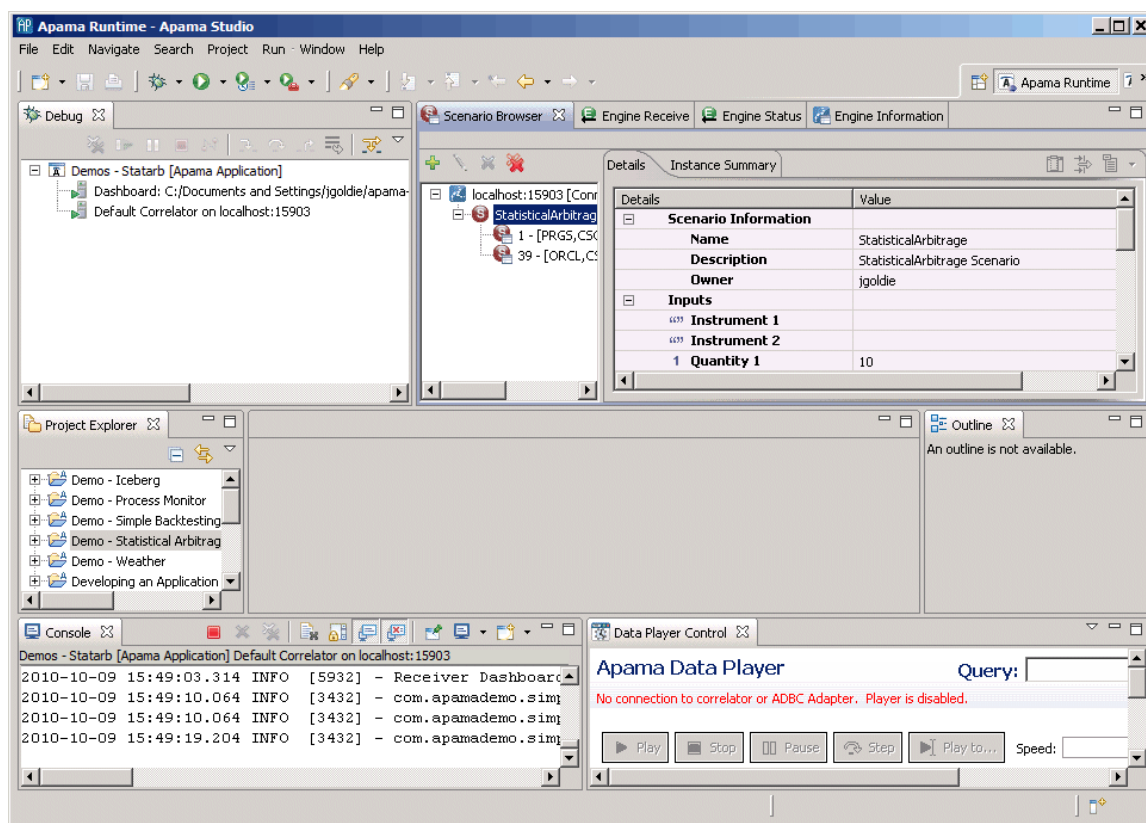 Apama Runtime - Apama Studio
File Edit Navigate Search Project Run Window Help
Apama Runtime
Debug
Demos - Statarb [Apama Application]
Dashboard: C:/Documents and Settings/jgoldie/apama-
Default Correlator on localhost:15903
Scenario Browser Engine Receive Engine Status Engine Information
localhost:15903 [Conr
StatisticalArbitrag
1 - [PRGS,CSC
39 - [ORCL,CS
Details Instance Summary
Details Value
Scenario Information
Name StatisticalArbitrage
Description StatisticalArbitrage Scenario
Owner jgoldie
Inputs
Instrument 1
Instrument 2
1 Quantity 1 10
Project Explorer
Demo - Iceberg
Demo - Process Monitor
Demo - Simple Backtesting
Demo - Statistical Arbitrag
Demo - Weather
Developing an Application
Outline
An outline is not available.
Console
Demos - Statarb [Apama Application] Default Correlator on localhost:15903
2010-10-09 15:49:03.314 INFO [5932] - Receiver Dashboard
2010-10-09 15:49:10.064 INFO [3432] - com.apamademo.simp
2010-10-09 15:49:10.064 INFO [3432] - com.apamademo.simp
2010-10-09 15:49:19.204 INFO [3432] - com.apamademo.simp
Data Player Control
Apama Data Player Query:
No connection to correlator or ADBC Adapter. Player is disabled.
Play Stop Pause Step Play to... Speed: